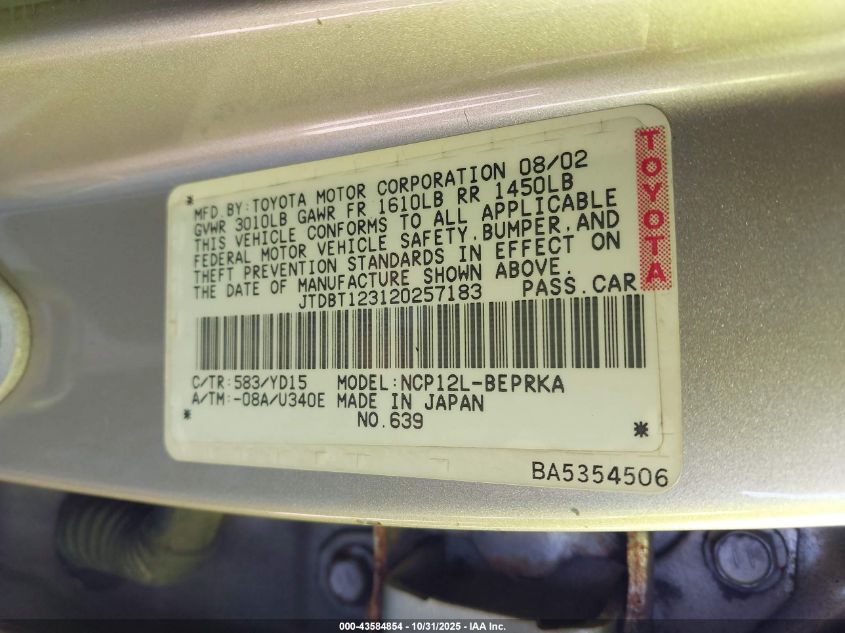 MFD.BY:TOYOTA MOTOR CORPORATION 08/02
GVWR 3010LB GAWR FR 1610LB RR 1450LB
THIS VEHICLE CONFORMS TO ALL APPLICABLE
FEDERAL MOTOR VEHICLE SAFETY,BUMPER,AND
THEFT PREVENTION STANDARDS IN EFFECT ON
THE DATE OF MANUFACTURE SHOWN ABOVE.
JTDBT123120257183 PASS.CAR
TOYOTA
C/TR:583/YD15 MODEL:NCP12L-BEPRKA
A/TM:-08A/U340E MADE IN JAPAN
NO.639
BA5354506
000-43584854 - 10/31/2025 - IAA Inc.